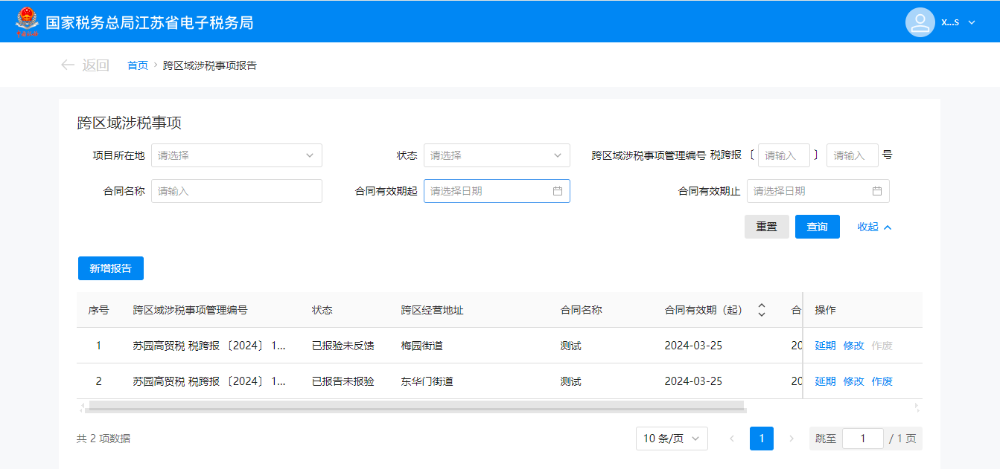 国家税务总局江苏省电子税务局
x...s
返回 首页 跨区域涉税事项报告
跨区域涉税事项
项目所在地 请选择 状态 请选择 跨区域涉税事项管理编号 税跨报 〔 请输入 〕 请输入 号
合同名称 请输入 合同有效期起 请选择日期 合同有效期止 请选择日期
重置 查询 收起
新增报告
序号 跨区域涉税事项管理编号 状态 跨区经营地址 合同名称 合同有效期（起） 合 操作
1 苏园高贸税 税跨报 〔2024〕 1... 已报验未反馈 梅园街道 测试 2024-03-25 20 延期 修改 作废
2 苏园高贸税 税跨报 〔2024〕 1... 已报告未报验 东华门街道 测试 2024-03-25 20 延期 修改 作废
共 2 项数据 10 条/页 1 跳至 1 / 1 页